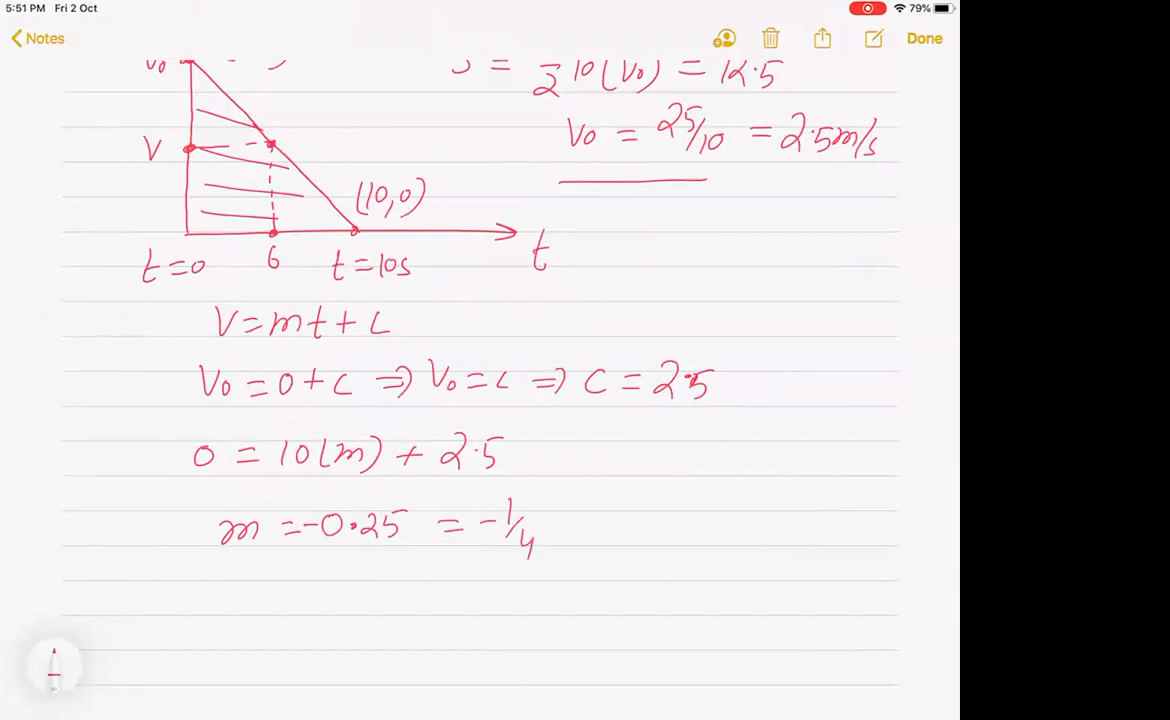 5:51 PM Fri 2 Oct
79%
Notes
Done
V0
S = 1/2 10(V0) = 12.5
V0 = 25/10 = 2.5m/s
V
(10,0)
t=0 6 t=10s t
V=mt+c
V0=0+c ⇒ V0=c ⇒ C=2.5
0 = 10(m) + 2.5
m = -0.25 = -1/4